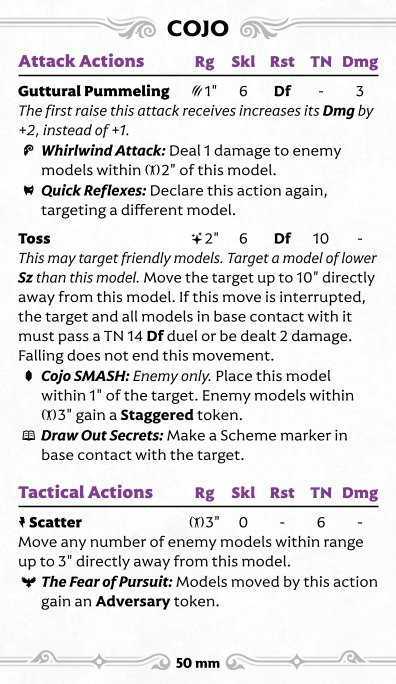 COJO
Attack Actions Rg Skl Rst TN Dmg
Guttural Pummeling 1" 6 Df - 3
The first raise this attack receives increases its Dmg by
+2, instead of +1.
Whirlwind Attack: Deal 1 damage to enemy
models within 2" of this model.
Quick Reflexes: Declare this action again,
targeting a different model.
Toss 2" 6 Df 10 -
This may target friendly models. Target a model of lower
Sz than this model. Move the target up to 10" directly
away from this model. If this move is interrupted,
the target and all models in base contact with it
must pass a TN 14 Df duel or be dealt 2 damage.
Falling does not end this movement.
Cojo SMASH: Enemy only. Place this model
within 1" of the target. Enemy models within
3" gain a Staggered token.
Draw Out Secrets: Make a Scheme marker in
base contact with the target.
Tactical Actions Rg Skl Rst TN Dmg
Scatter 3" 0 - 6 -
Move any number of enemy models within range
up to 3" directly away from this model.
The Fear of Pursuit: Models moved by this action
gain an Adversary token.
50 mm